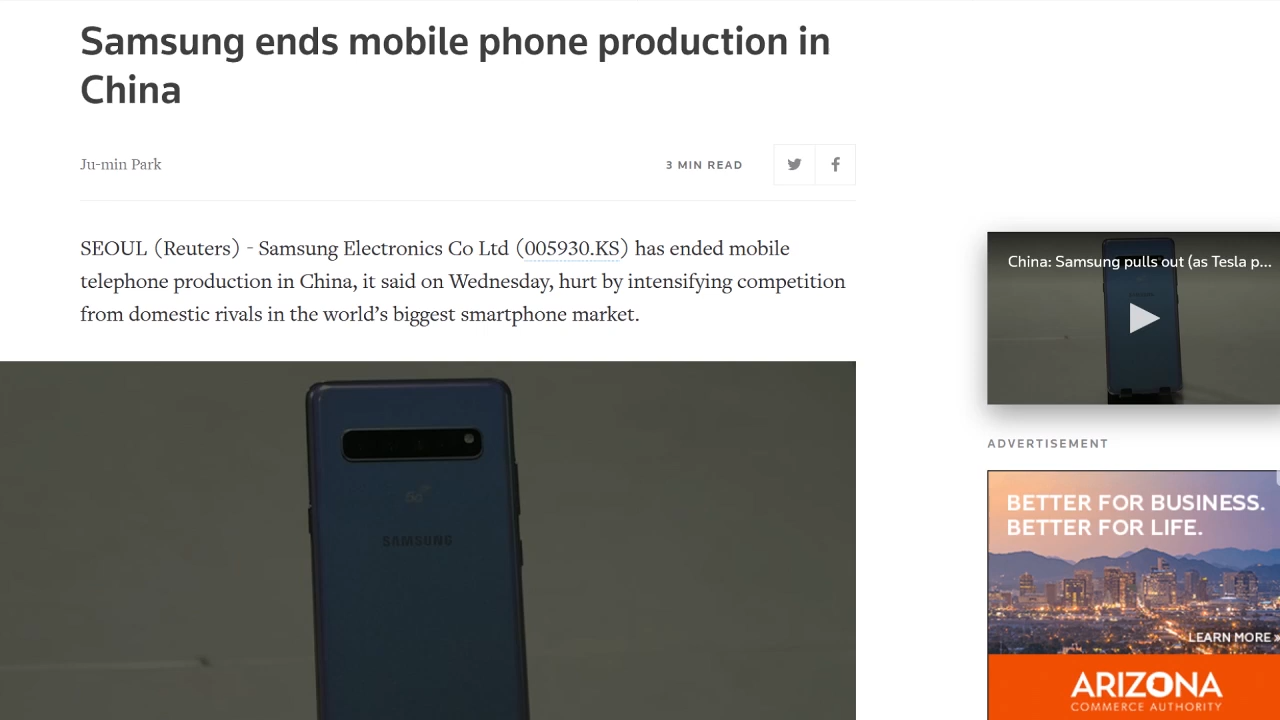 Samsung ends mobile phone production in
China
Ju-min Park
3 MIN READ
SEOUL (Reuters) - Samsung Electronics Co Ltd (005930.KS) has ended mobile
telephone production in China, it said on Wednesday, hurt by intensifying competition
from domestic rivals in the world’s biggest smartphone market.
5G
SAMSUNG
China: Samsung pulls out (as Tesla p...
SAMSUNG
ADVERTISEMENT
BETTER FOR BUSINESS.
BETTER FOR LIFE.
LEARN MORE »
ARIZONA
COMMERCE AUTHORITY